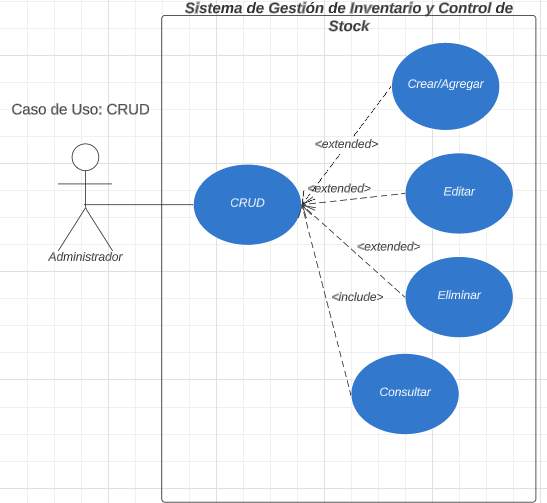 Sistema de Gestión de Inventario y Control de
Stock
Crear/Agregar
Caso de Uso: CRUD
<extended>
<extended>
Editar
CRUD
<extended>
Administrador
Eliminar
<include>
Consultar